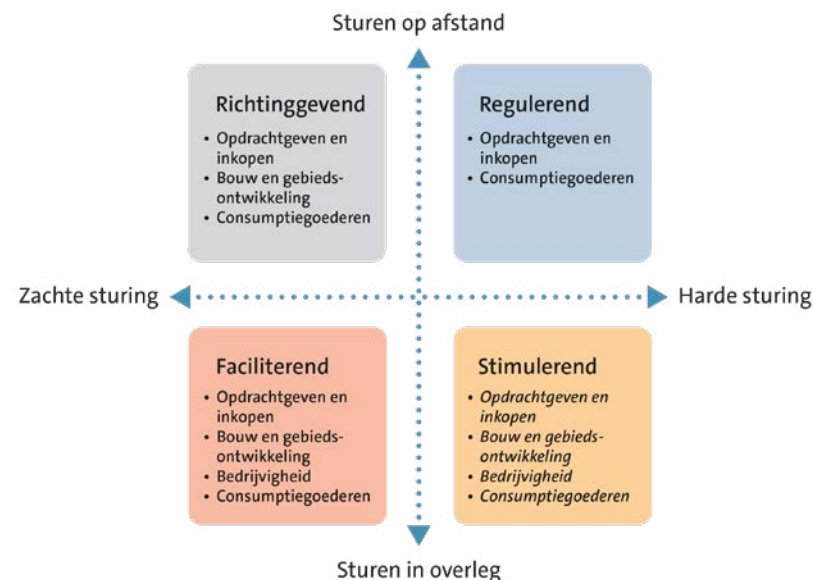 Sturen op afstand
Richtinggevend
• Opdrachtgeven en
inkopen
• Bouw en gebieds-
ontwikkeling
• Consumptiegoederen
Regulerend
• Opdrachtgeven en
inkopen
• Consumptiegoederen
Zachte sturing
Harde sturing
Faciliterend
• Opdrachtgeven en
inkopen
• Bouw en gebieds-
ontwikkeling
• Bedrijvigheid
• Consumptiegoederen
Stimulerend
• Opdrachtgeven en
inkopen
• Bouw en gebieds-
ontwikkeling
• Bedrijvigheid
• Consumptiegoederen
Sturen in overleg